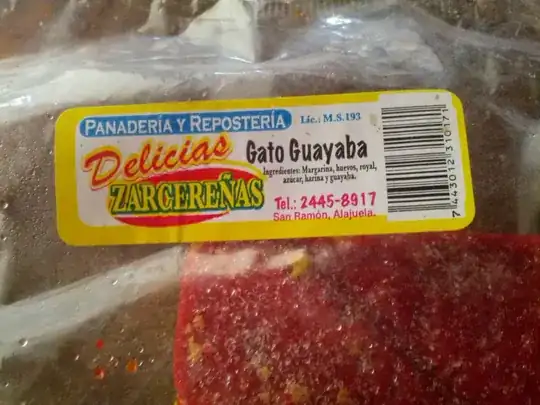 PANADERÍA Y REPOSTERÍA
Lic.: M.S.193
Delicias
ZARCEREÑAS
Gato Guayaba
Ingredientes: Margarina, huevos, royal,
azúcar, harina y guayaba.
Tel.: 2445-8917
San Ramón, Alajuela.
7443012131017